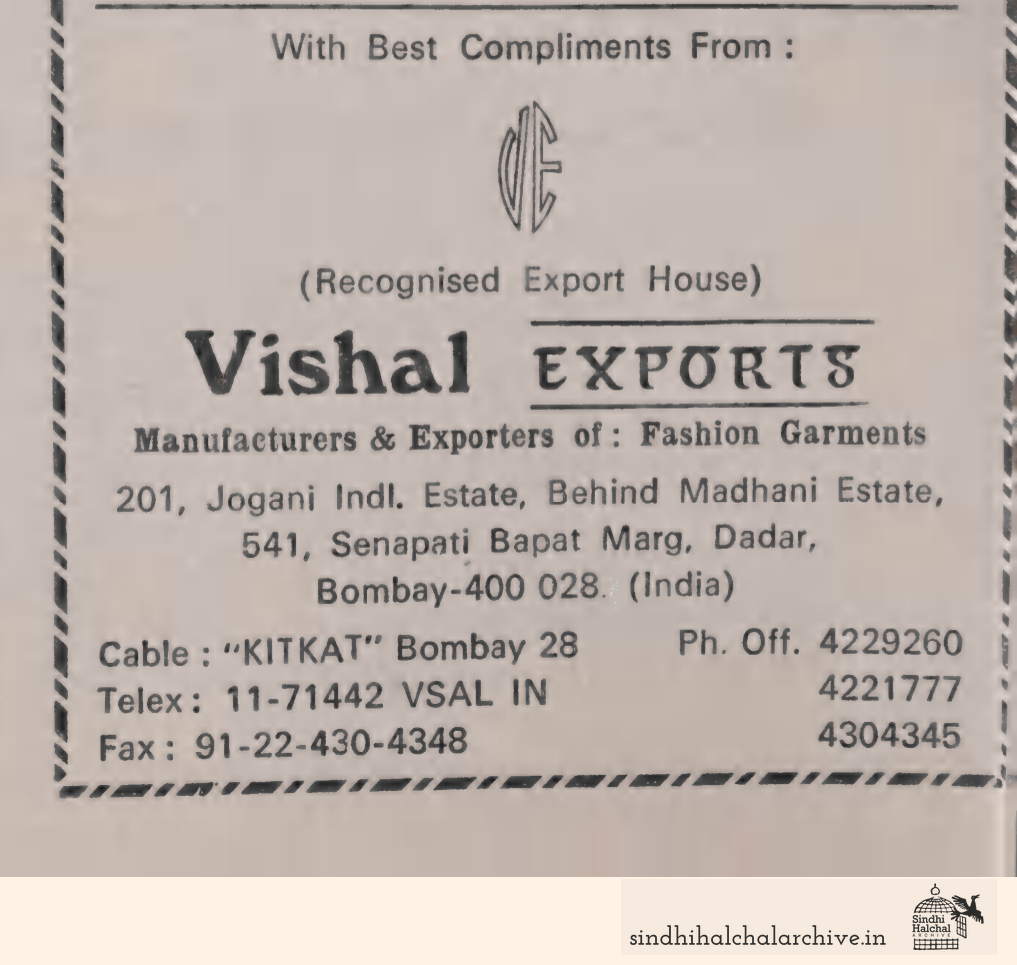 With Best Compliments From :
VE
(Recognised Export House)
Vishal EXPORTS
Manufacturers & Exporters of : Fashion Garments
201, Jogani Indl. Estate, Behind Madhani Estate,
541, Senapati Bapat Marg, Dadar,
Bombay-400 028. (India)
Cable : "KITKAT" Bombay 28 Ph. Off. 4229260
Telex : 11-71442 VSAL IN 4221777
Fax : 91-22-430-4348 4304345
sindhihalchalarchive.in
Sindhi
Halchal
ARCHIVE